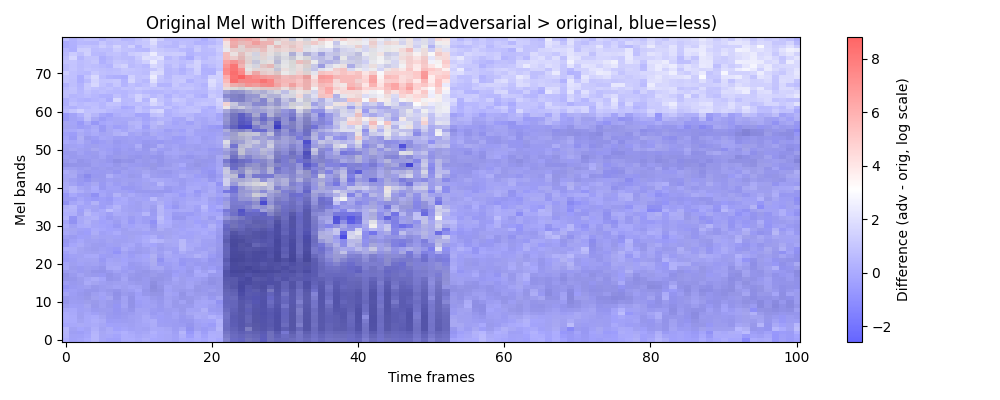 Original Mel with Differences (red=adversarial > original, blue=less)
Mel bands
70
60
50
40
30
20
10
0
0 20 40 60 80 100
Time frames
8
6
4
2
0
−2
Difference (adv - orig, log scale)